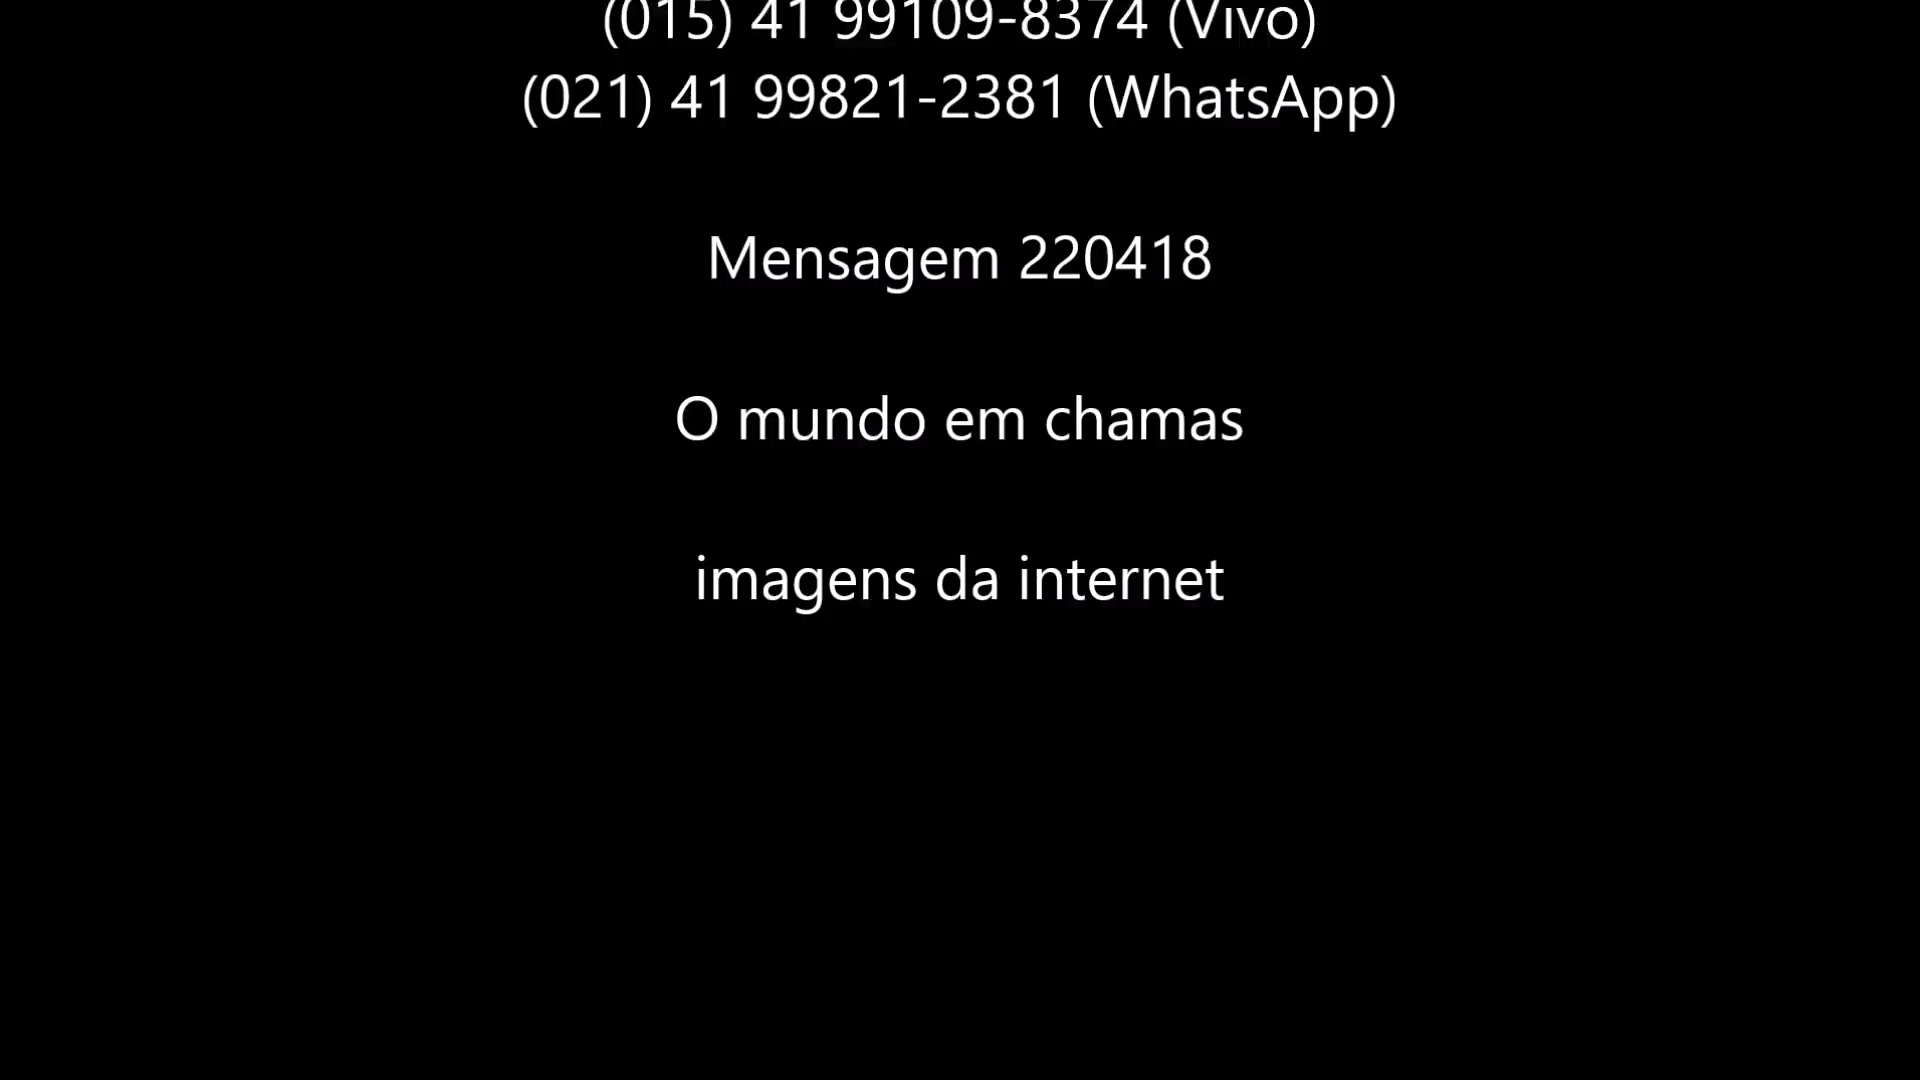 (015) 41 99109-8374 (Vivo)
(021) 41 99821-2381 (WhatsApp)
Mensagem 220418
O mundo em chamas
imagens da internet